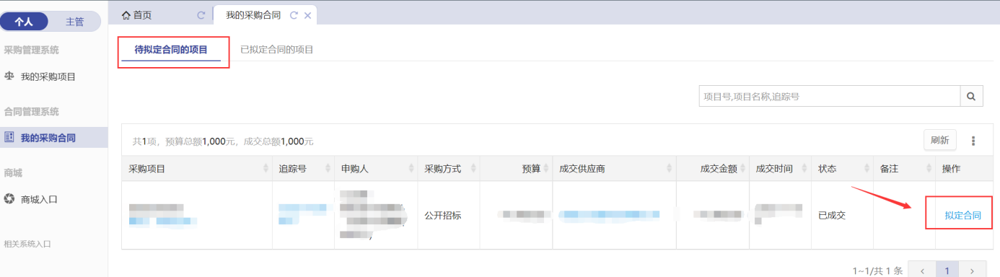 个人 主管
首页
我的采购合同
采购管理系统
我的采购项目
合同管理系统
我的采购合同
商城
商城入口
相关系统入口
待拟定合同的项目 已拟定合同的项目
项目号,项目名称,追踪号
共1项，预算总额1,000元，成交总额1,000元
刷新
采购项目 追踪号 申购人 采购方式 预算 成交供应商 成交金额 成交时间 状态 备注 操作
公开招标 已成交 拟定合同
1~1/共 1 条 1